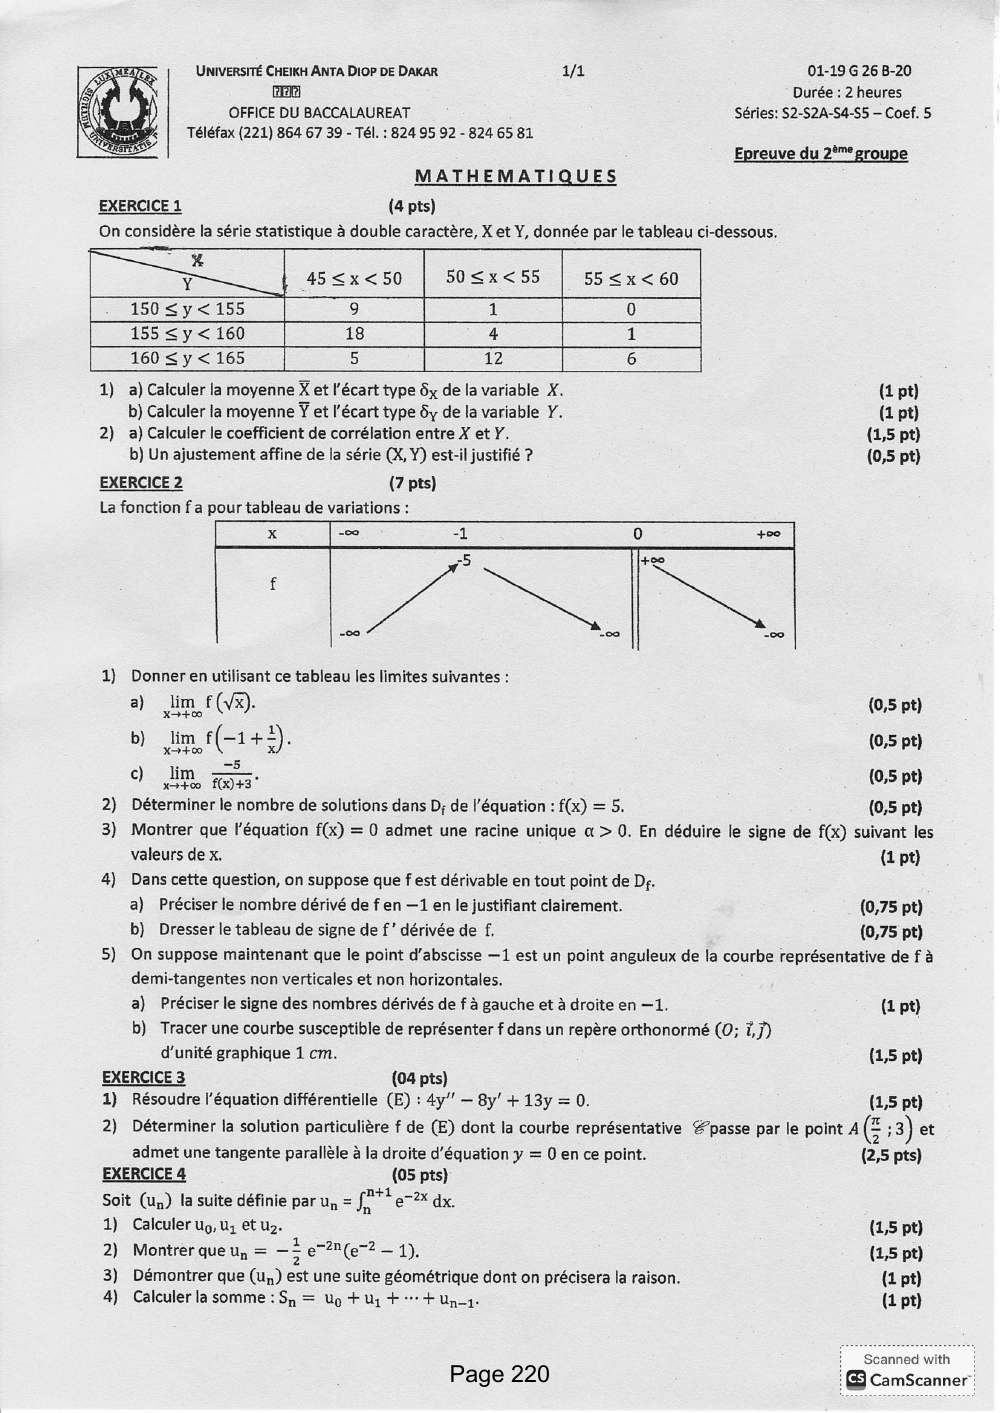 UNIVERSITÉ CHEIKH ANTA DIOP DE DAKAR
1/1
01-19 G 26 B-20
Durée : 2 heures
OFFICE DU BACCALAUREAT
Séries: S2-S2A-S4-S5 – Coef. 5
Téléfax (221) 864 67 39 - Tél. : 824 95 92 - 824 65 81
Epreuve du 2ème groupe
MATHEMATIQUES
EXERCICE 1 (4 pts)
On considère la série statistique à double caractère, X et Y, donnée par le tableau ci-dessous.
X
Y
45 ≤ x < 50 50 ≤ x < 55 55 ≤ x < 60
150 ≤ y < 155 9 1 0
155 ≤ y < 160 18 4 1
160 ≤ y < 165 5 12 6
1) a) Calculer la moyenne X̅ et l'écart type δ_X de la variable X. (1 pt)
b) Calculer la moyenne Y̅ et l'écart type δ_Y de la variable Y. (1 pt)
2) a) Calculer le coefficient de corrélation entre X et Y. (1,5 pt)
b) Un ajustement affine de la série (X, Y) est-il justifié ? (0,5 pt)
EXERCICE 2 (7 pts)
La fonction f a pour tableau de variations :
x -∞ -1 0 +∞
-5 +∞
f
-∞ -∞ -∞
1) Donner en utilisant ce tableau les limites suivantes :
a) lim x→+∞ f(√x). (0,5 pt)
b) lim x→+∞ f(−1 + 1/x). (0,5 pt)
c) lim x→+∞ −5/(f(x)+3). (0,5 pt)
2) Déterminer le nombre de solutions dans D_f de l'équation : f(x) = 5. (0,5 pt)
3) Montrer que l'équation f(x) = 0 admet une racine unique α > 0. En déduire le signe de f(x) suivant les
valeurs de x. (1 pt)
4) Dans cette question, on suppose que f est dérivable en tout point de D_f.
a) Préciser le nombre dérivé de f en −1 en le justifiant clairement. (0,75 pt)
b) Dresser le tableau de signe de f ' dérivée de f. (0,75 pt)
5) On suppose maintenant que le point d'abscisse −1 est un point anguleux de la courbe représentative de f à
demi-tangentes non verticales et non horizontales.
a) Préciser le signe des nombres dérivés de f à gauche et à droite en −1. (1 pt)
b) Tracer une courbe susceptible de représenter f dans un repère orthonormé (O; i⃗, j⃗)
d'unité graphique 1 cm. (1,5 pt)
EXERCICE 3 (04 pts)
1) Résoudre l'équation différentielle (E) : 4y'' − 8y' + 13y = 0. (1,5 pt)
2) Déterminer la solution particulière f de (E) dont la courbe représentative 𝒞 passe par le point A (π/2 ; 3) et
admet une tangente parallèle à la droite d'équation y = 0 en ce point. (2,5 pts)
EXERCICE 4 (05 pts)
Soit (u_n) la suite définie par u_n = ∫_n^{n+1} e^{−2x} dx.
1) Calculer u₀, u₁ et u₂. (1,5 pt)
2) Montrer que u_n = −1/2 e^{−2n}(e^{−2} − 1). (1,5 pt)
3) Démontrer que (u_n) est une suite géométrique dont on précisera la raison. (1 pt)
4) Calculer la somme : S_n = u₀ + u₁ + ⋯ + u_{n−1}. (1 pt)
Page 220
Scanned with
CS CamScanner